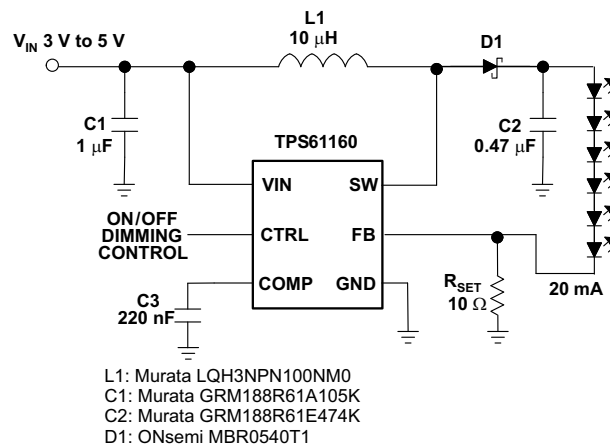 L1
10 μH
V_IN 3 V to 5 V
D1
C1
1 μF
C2
0.47 μF
TPS61160
VIN SW
ON/OFF
DIMMING
CONTROL
CTRL FB
COMP GND
C3
220 nF
R_SET
10 Ω
20 mA
L1: Murata LQH3NPN100NM0
C1: Murata GRM188R61A105K
C2: Murata GRM188R61E474K
D1: ONsemi MBR0540T1